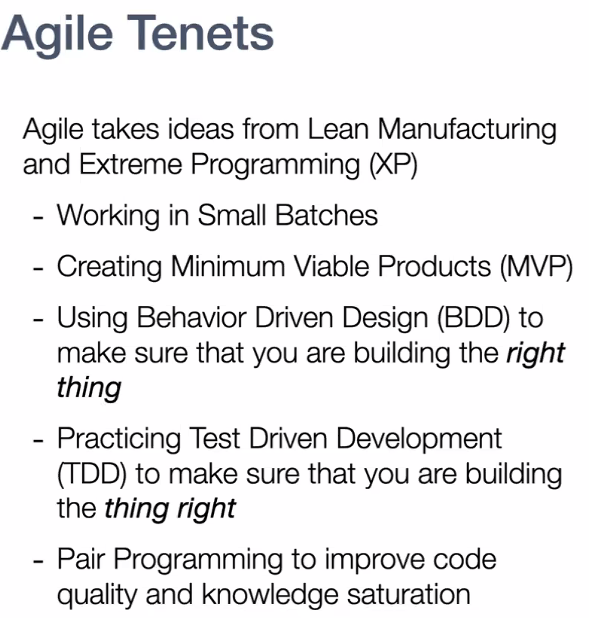 Agile Tenets
Agile takes ideas from Lean Manufacturing
and Extreme Programming (XP)
- Working in Small Batches
- Creating Minimum Viable Products (MVP)
- Using Behavior Driven Design (BDD) to
make sure that you are building the right
thing
- Practicing Test Driven Development
(TDD) to make sure that you are building
the thing right
- Pair Programming to improve code
quality and knowledge saturation